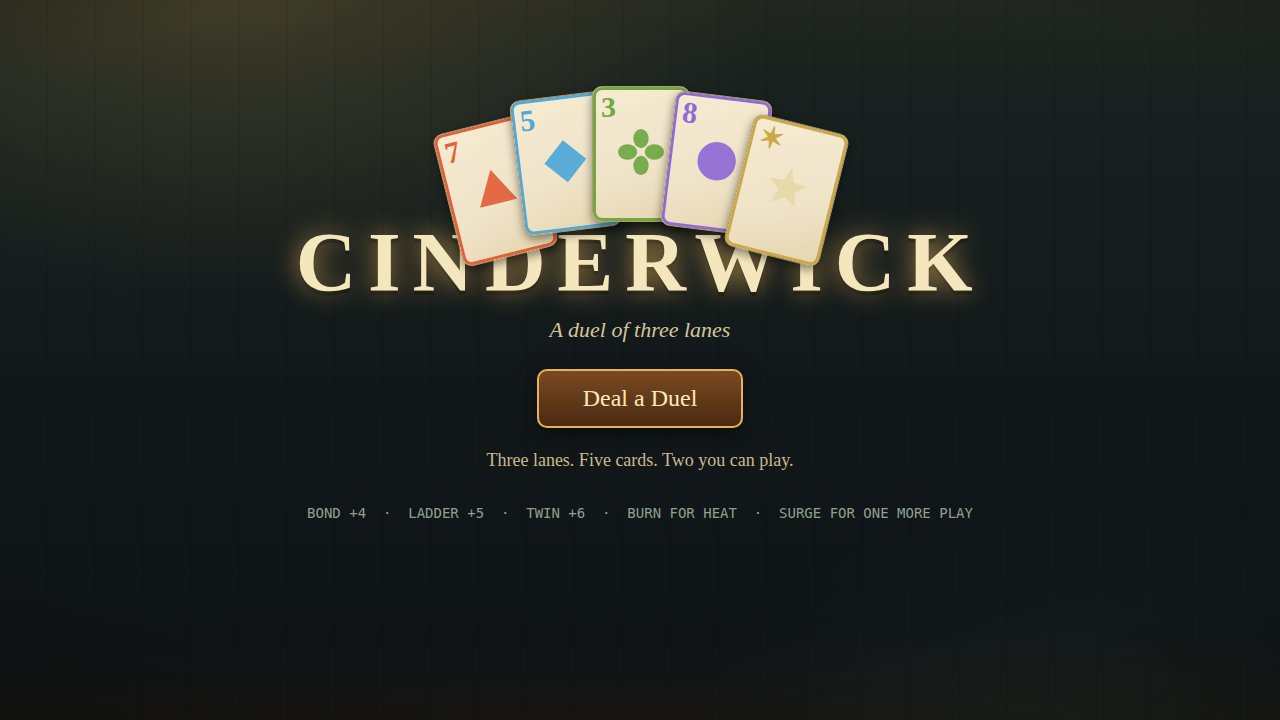 7 5 3 8
CINDERWICK
A duel of three lanes
Deal a Duel
Three lanes. Five cards. Two you can play.
BOND +4 · LADDER +5 · TWIN +6 · BURN FOR HEAT · SURGE FOR ONE MORE PLAY